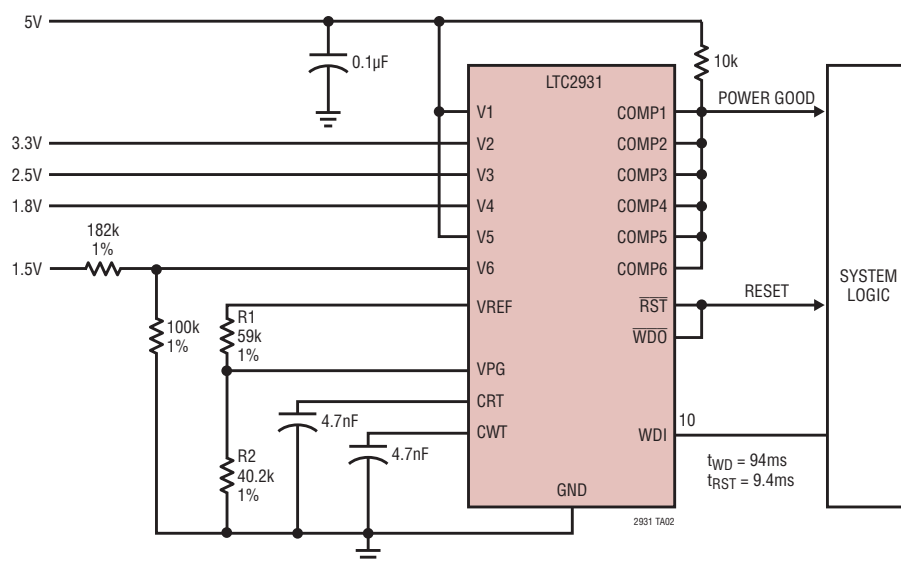 5V
0.1µF
10k
LTC2931
POWER GOOD
V1
COMP1
3.3V
V2
COMP2
2.5V
V3
COMP3
1.8V
V4
COMP4
V5
COMP5
182k
1%
1.5V
V6
COMP6
SYSTEM
LOGIC
100k
1%
R1
59k
1%
VREF
RST
RESET
WDO
VPG
CRT
4.7nF
CWT
4.7nF
10
WDI
R2
40.2k
1%
tWD = 94ms
tRST = 9.4ms
GND
2931 TA02